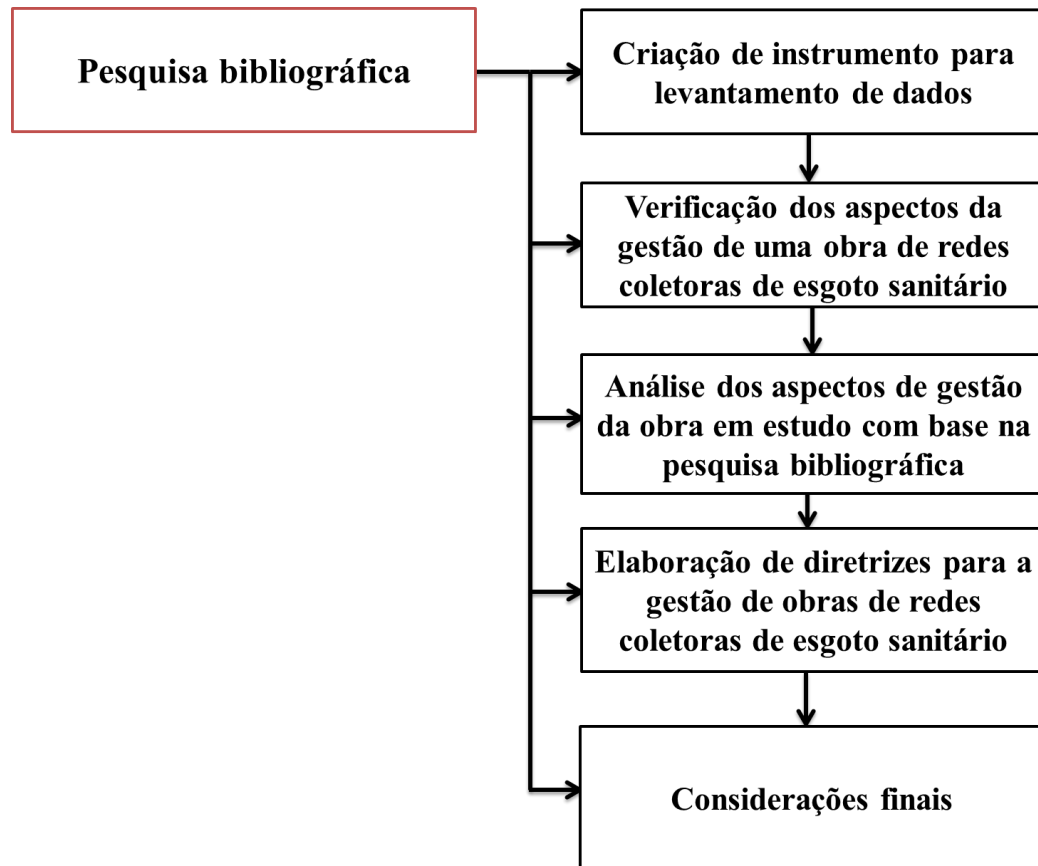 Pesquisa bibliográfica
Criação de instrumento para
levantamento de dados
Verificação dos aspectos da
gestão de uma obra de redes
coletoras de esgoto sanitário
Análise dos aspectos de gestão
da obra em estudo com base na
pesquisa bibliográfica
Elaboração de diretrizes para a
gestão de obras de redes
coletoras de esgoto sanitário
Considerações finais